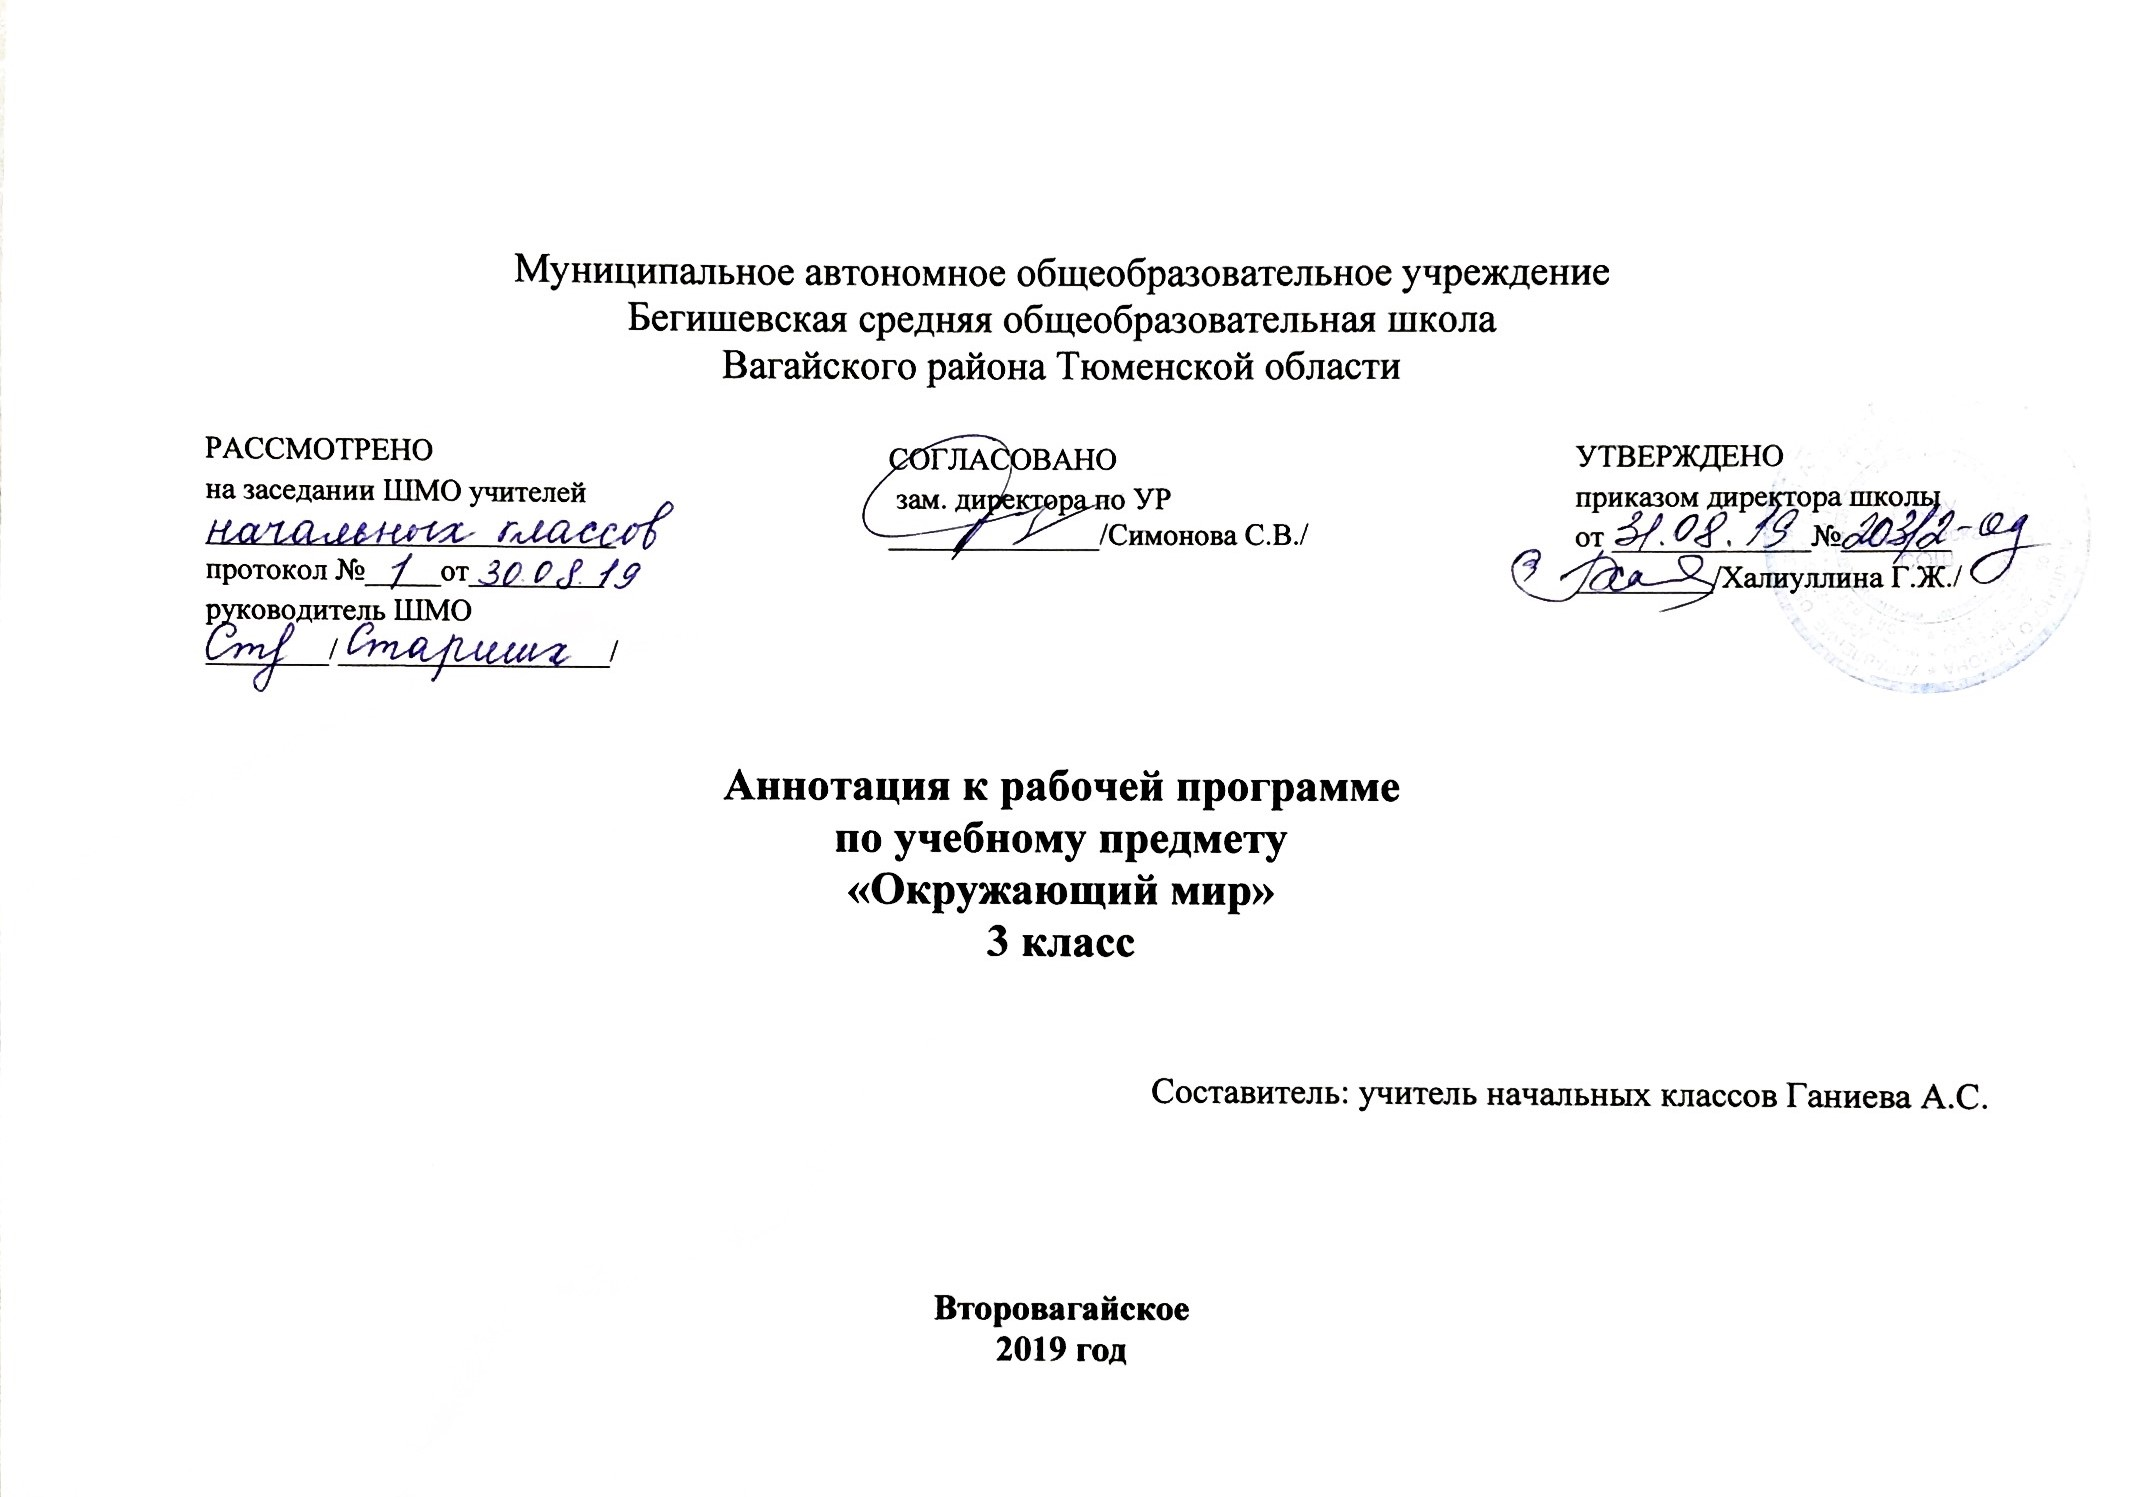 Муниципальное автономное общеобразовательное учреждение
Бегишевская средняя общеобразовательная школа
Вагайского района Тюменской области
РАССМОТРЕНО
на заседании ШМО учителей
начальных классов
протокол № 1 от 30.08.19
руководитель ШМО
/ /
СОГЛАСОВАНО
зам. директора по УР
/Симонова С.В./
УТВЕРЖДЕНО
приказом директора школы
от 31.08.19 № 203/2-од
/Халиуллина Г.Ж./
Аннотация к рабочей программе
по учебному предмету
«Окружающий мир»
3 класс
Составитель: учитель начальных классов Ганиева А.С.
Второвагайское
2019 год